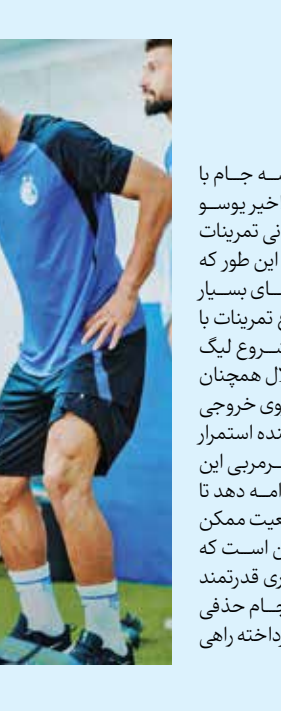 ـه جـام با
اخیر یوسـو
نی تمرینات
این طور که
ـای بسـیار
ع تمرینات با
ـروع لیگ
لال همچنان
وی خروجی
نده استمرار
ـرمربی این
امـه دهد تا
عیت ممکن
ن اسـت که
ری قدرتمند
جـام حذفی
رداخته راهی